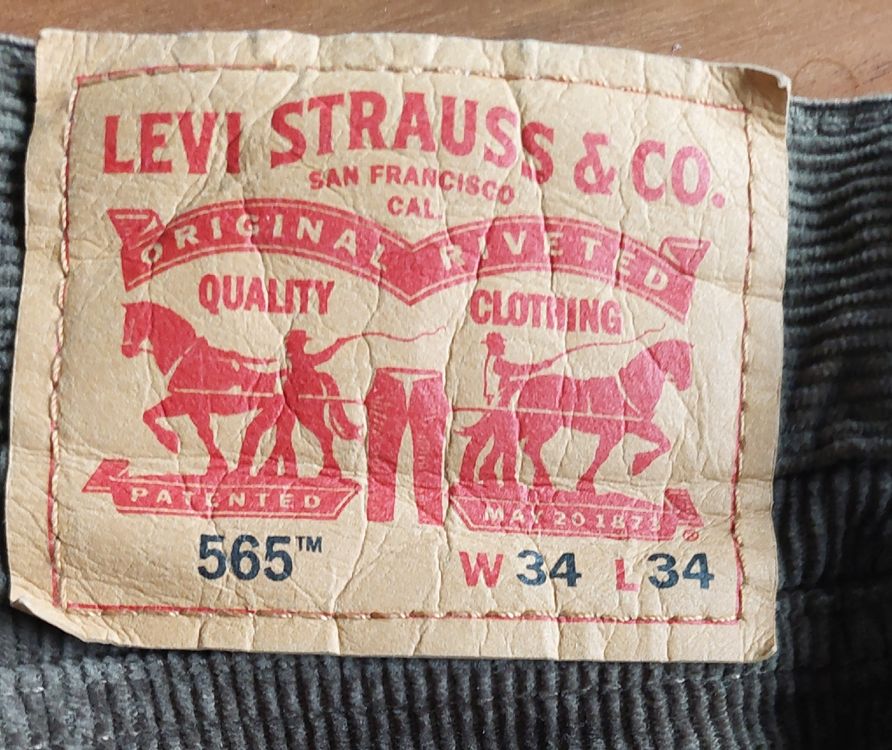 LEVI STRAUSS & CO.
SAN FRANCISCO
CAL.
ORIGINAL RIVETED
QUALITY CLOTHING
PATENTED MAY 20 1873
565™ W 34 L 34